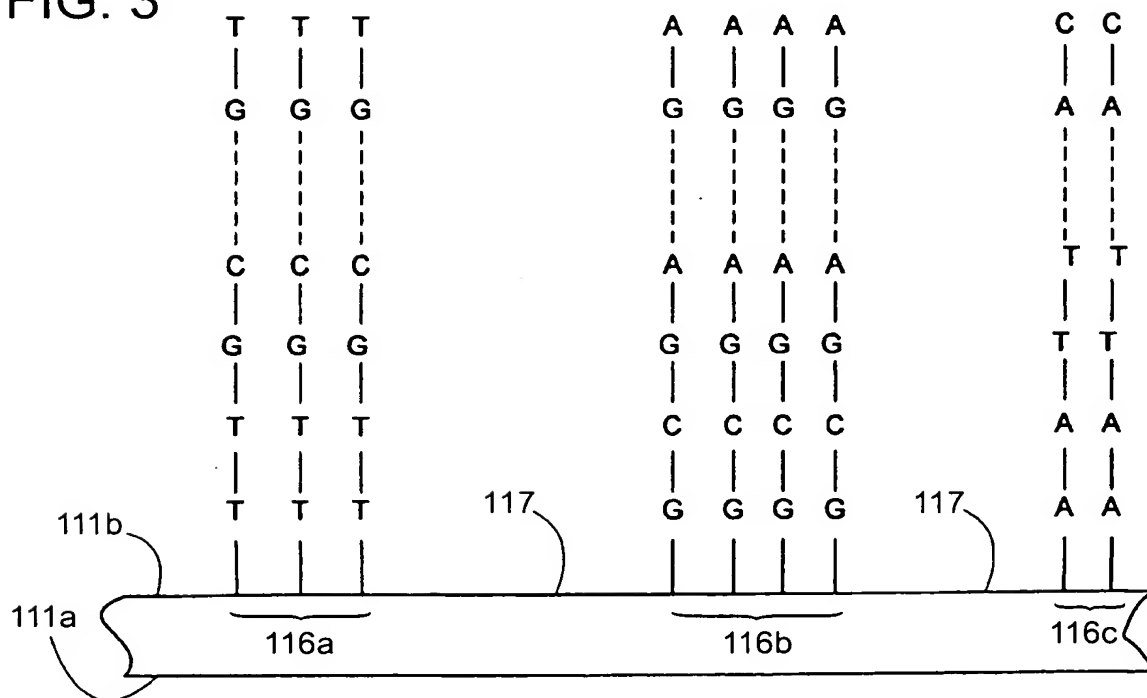 FIG. 3
T T T A A A A C C
G G G G G G G A A
C C C A A A A T T
G G G G G G G T T
T T T C C C C A A
T T T G G G G A A
111b 117 117
111a 116a 116b 116c